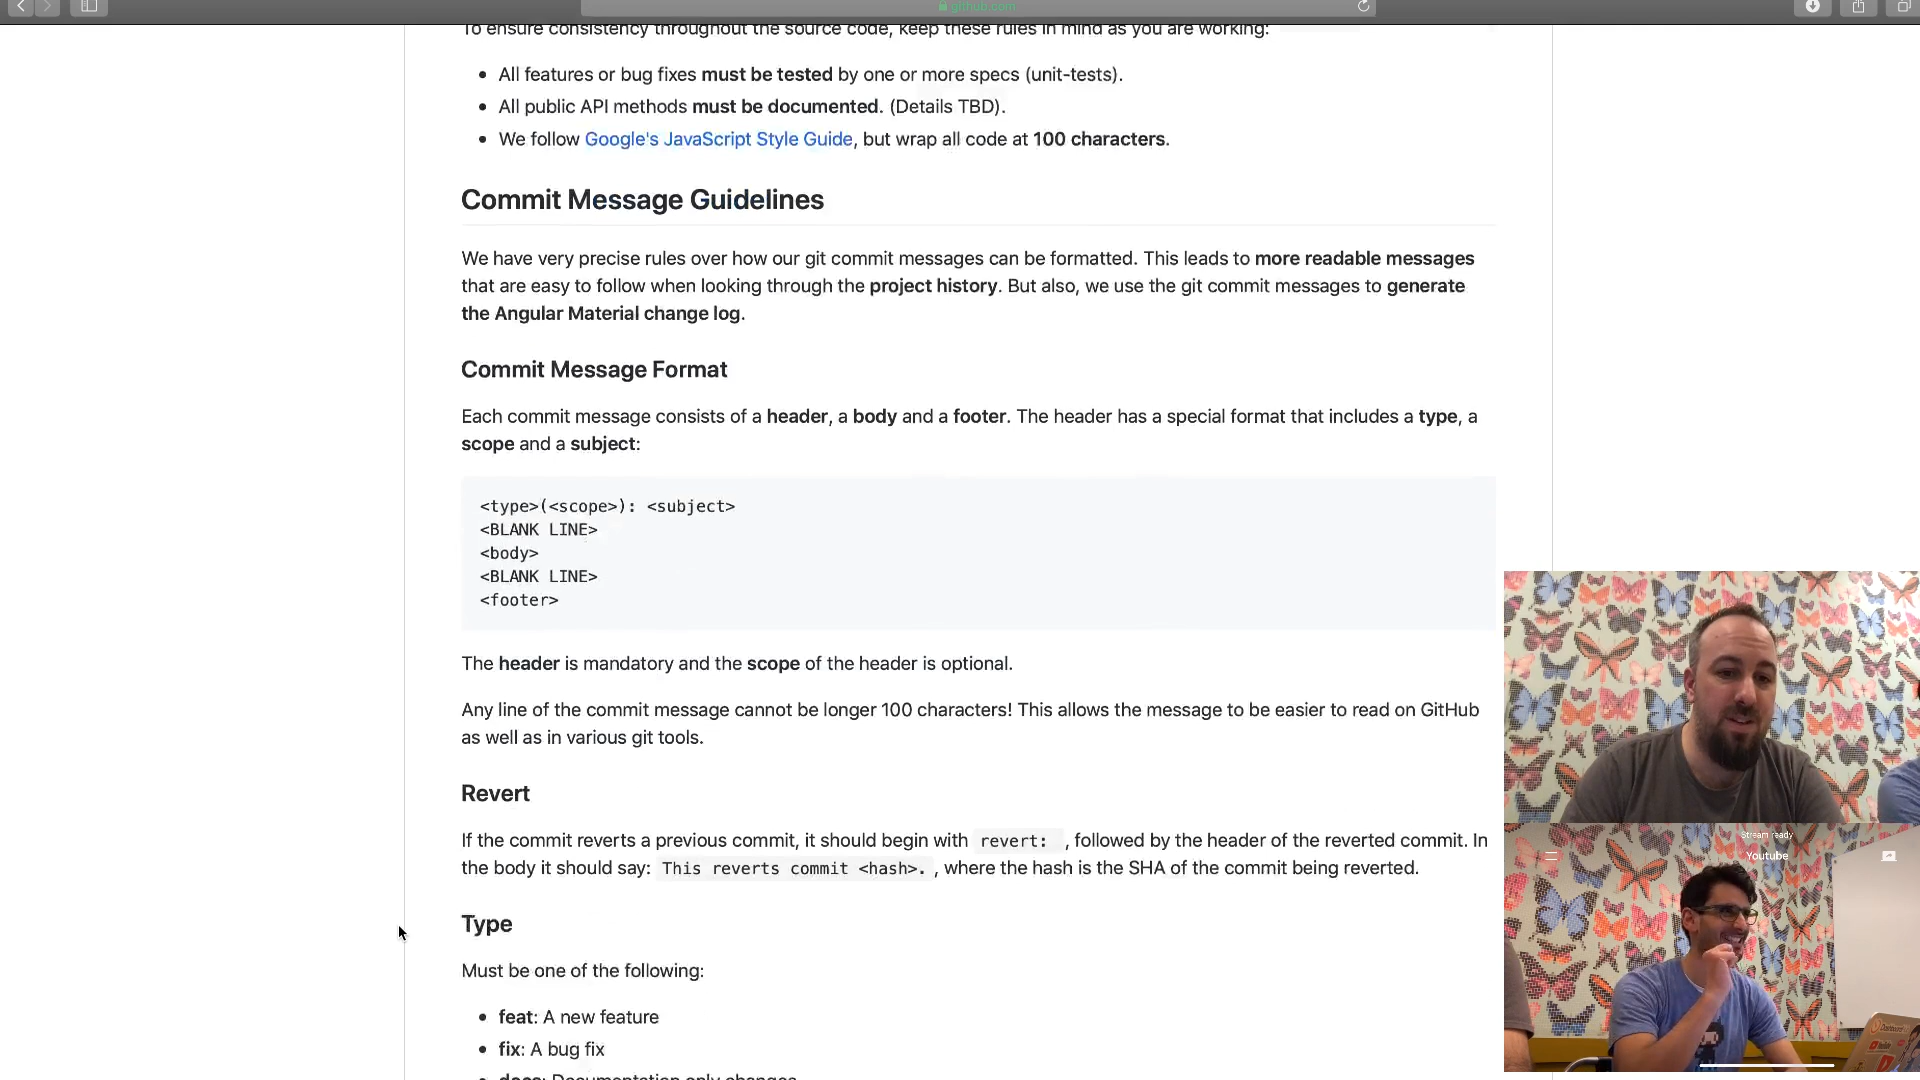 github.com
To ensure consistency throughout the source code, keep these rules in mind as you are working:
• All features or bug fixes must be tested by one or more specs (unit-tests).
• All public API methods must be documented. (Details TBD).
• We follow Google's JavaScript Style Guide, but wrap all code at 100 characters.
Commit Message Guidelines
We have very precise rules over how our git commit messages can be formatted. This leads to more readable messages
that are easy to follow when looking through the project history. But also, we use the git commit messages to generate
the Angular Material change log.
Commit Message Format
Each commit message consists of a header, a body and a footer. The header has a special format that includes a type, a
scope and a subject:
<type>(<scope>): <subject>
<BLANK LINE>
<body>
<BLANK LINE>
<footer>
The header is mandatory and the scope of the header is optional.
Any line of the commit message cannot be longer 100 characters! This allows the message to be easier to read on GitHub
as well as in various git tools.
Revert
If the commit reverts a previous commit, it should begin with revert: , followed by the header of the reverted commit. In
the body it should say: This reverts commit <hash>. , where the hash is the SHA of the commit being reverted.
Type
Must be one of the following:
• feat: A new feature
• fix: A bug fix
• docs: Documentation only changes
Stream ready
Youtube